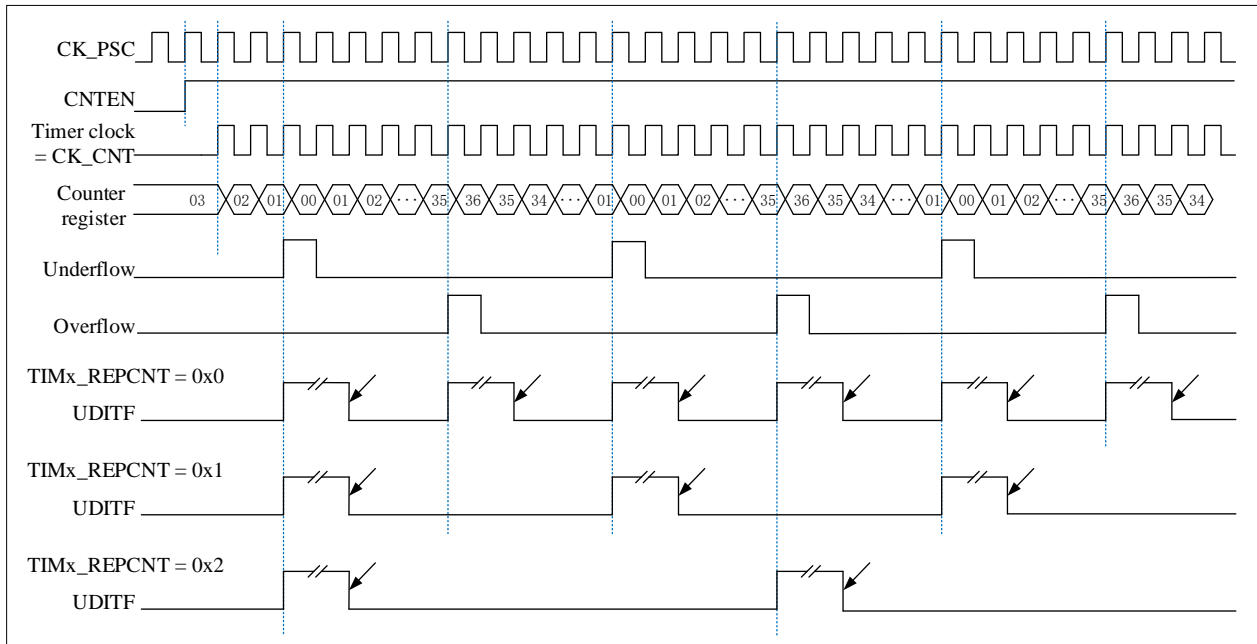 CK_PSC
CNTEN
Timer clock
= CK_CNT
Counter
register
03 02 01 00 01 02 ··· 35 36 35 34 ··· 01 00 01 02 ··· 35 36 35 34 ··· 01 00 01 02 ··· 35 36 35 34
Underflow
Overflow
TIMx_REPCNT = 0x0
UDITF
TIMx_REPCNT = 0x1
UDITF
TIMx_REPCNT = 0x2
UDITF